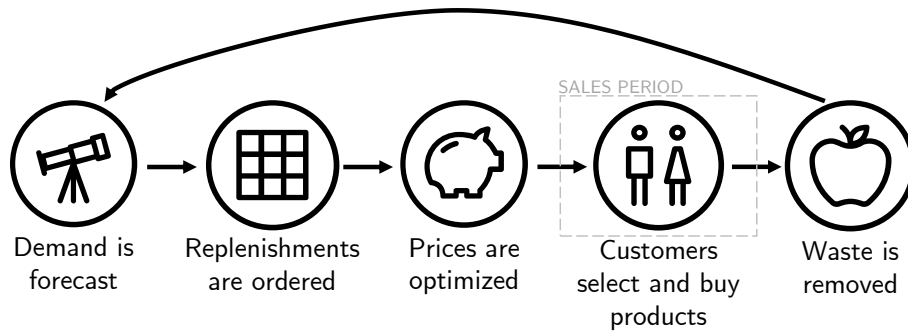 SALES PERIOD
Demand is
forecast
Replenishments
are ordered
Prices are
optimized
Customers
select and buy
products
Waste is
removed